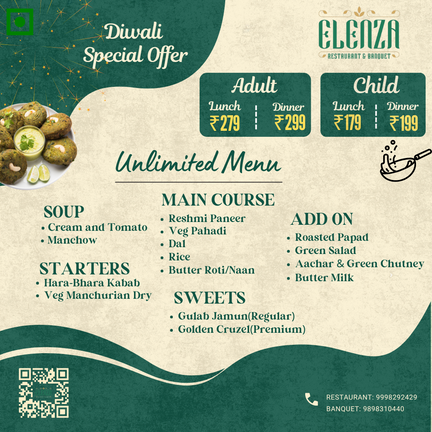 Diwali
Special Offer
ELENZA
RESTAURANT & BANQUET
Adult
Lunch Dinner
₹279 ₹299
Child
Lunch Dinner
₹179 ₹199
Unlimited Menu
SOUP
• Cream and Tomato
• Manchow
STARTERS
• Hara-Bhara Kabab
• Veg Manchurian Dry
MAIN COURSE
• Reshmi Paneer
• Veg Pahadi
• Dal
• Rice
• Butter Roti/Naan
SWEETS
• Gulab Jamun(Regular)
• Golden Cruzel(Premium)
ADD ON
• Roasted Papad
• Green Salad
• Aachar & Green Chutney
• Butter Milk
RESTAURANT: 9998292429
BANQUET: 9898310440